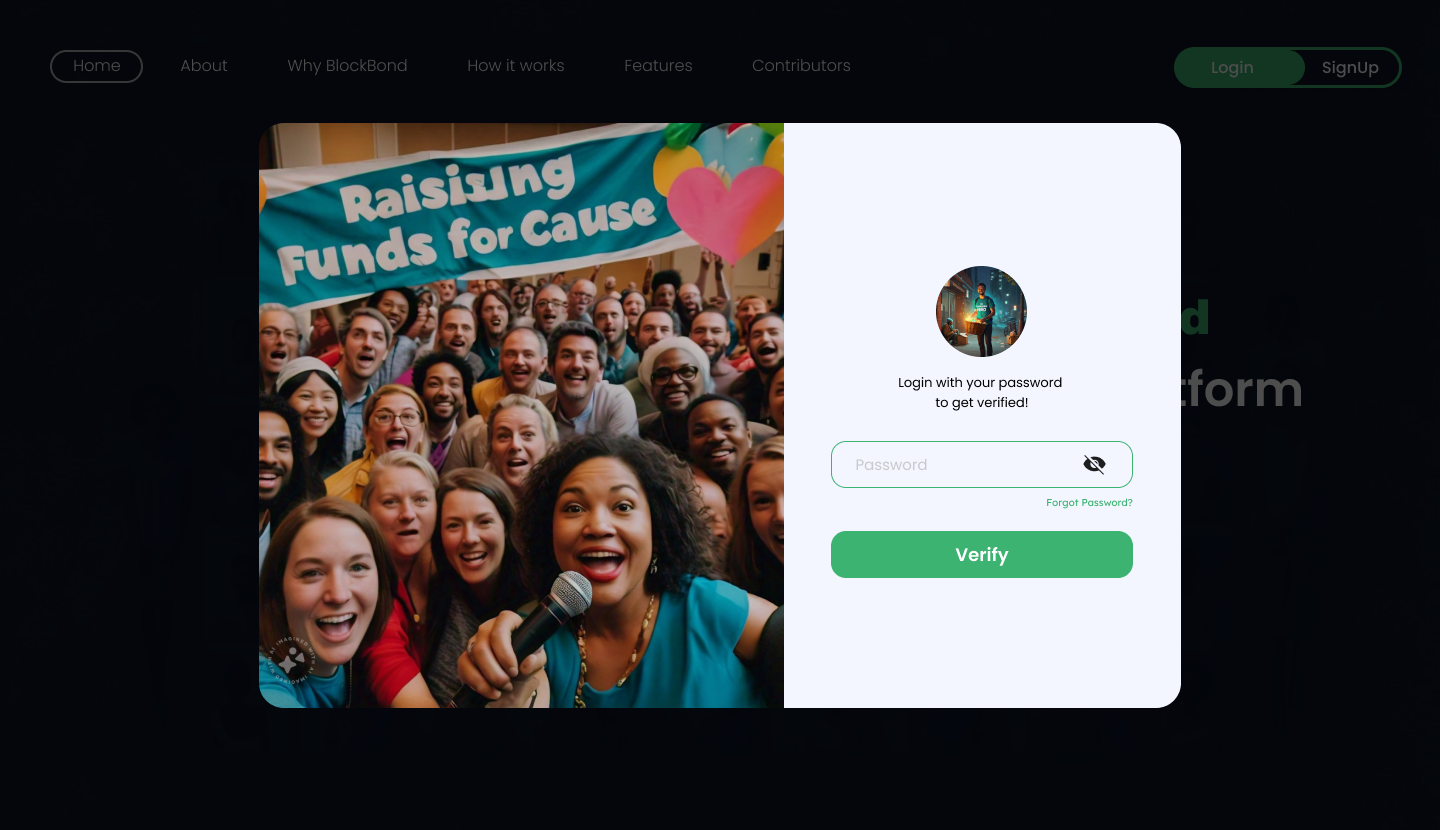 Home
About
Why BlockBond
How it works
Features
Contributors
Login
SignUp
Raising
Funds for Cause
d
tform
Login with your password
to get verified!
Password
Forgot Password?
Verify